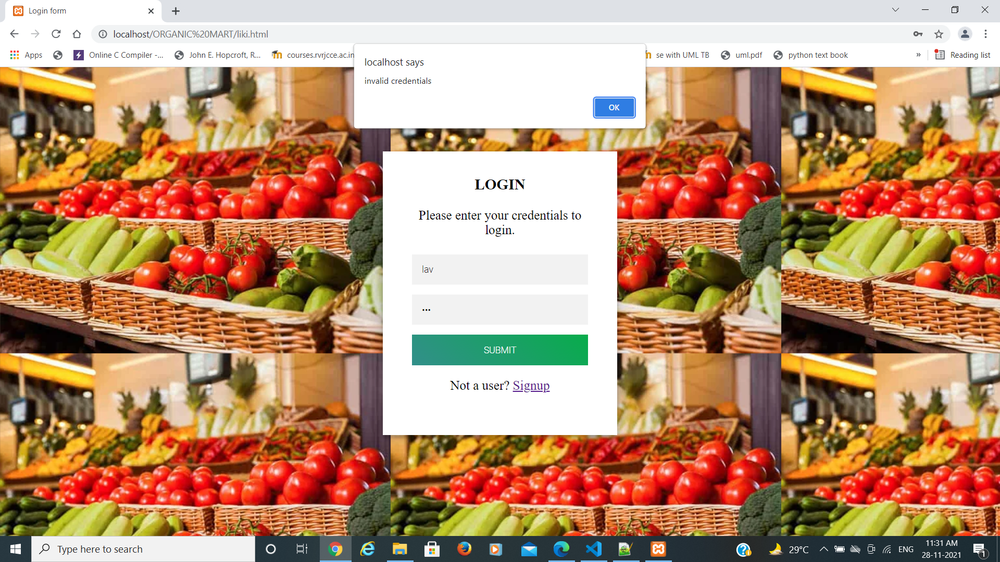 Login form
localhost/ORGANIC%20MART/liki.html
Apps
Online C Compiler -...
John E. Hopcroft, R...
courses.rvrjcce.ac.in
se with UML TB
uml.pdf
python text book
»
Reading list
localhost says
invalid credentials
OK
LOGIN
Please enter your credentials to
login.
lav
•••
SUBMIT
Not a user? Signup
Type here to search
29°C
ENG
11:31 AM
28-11-2021
1